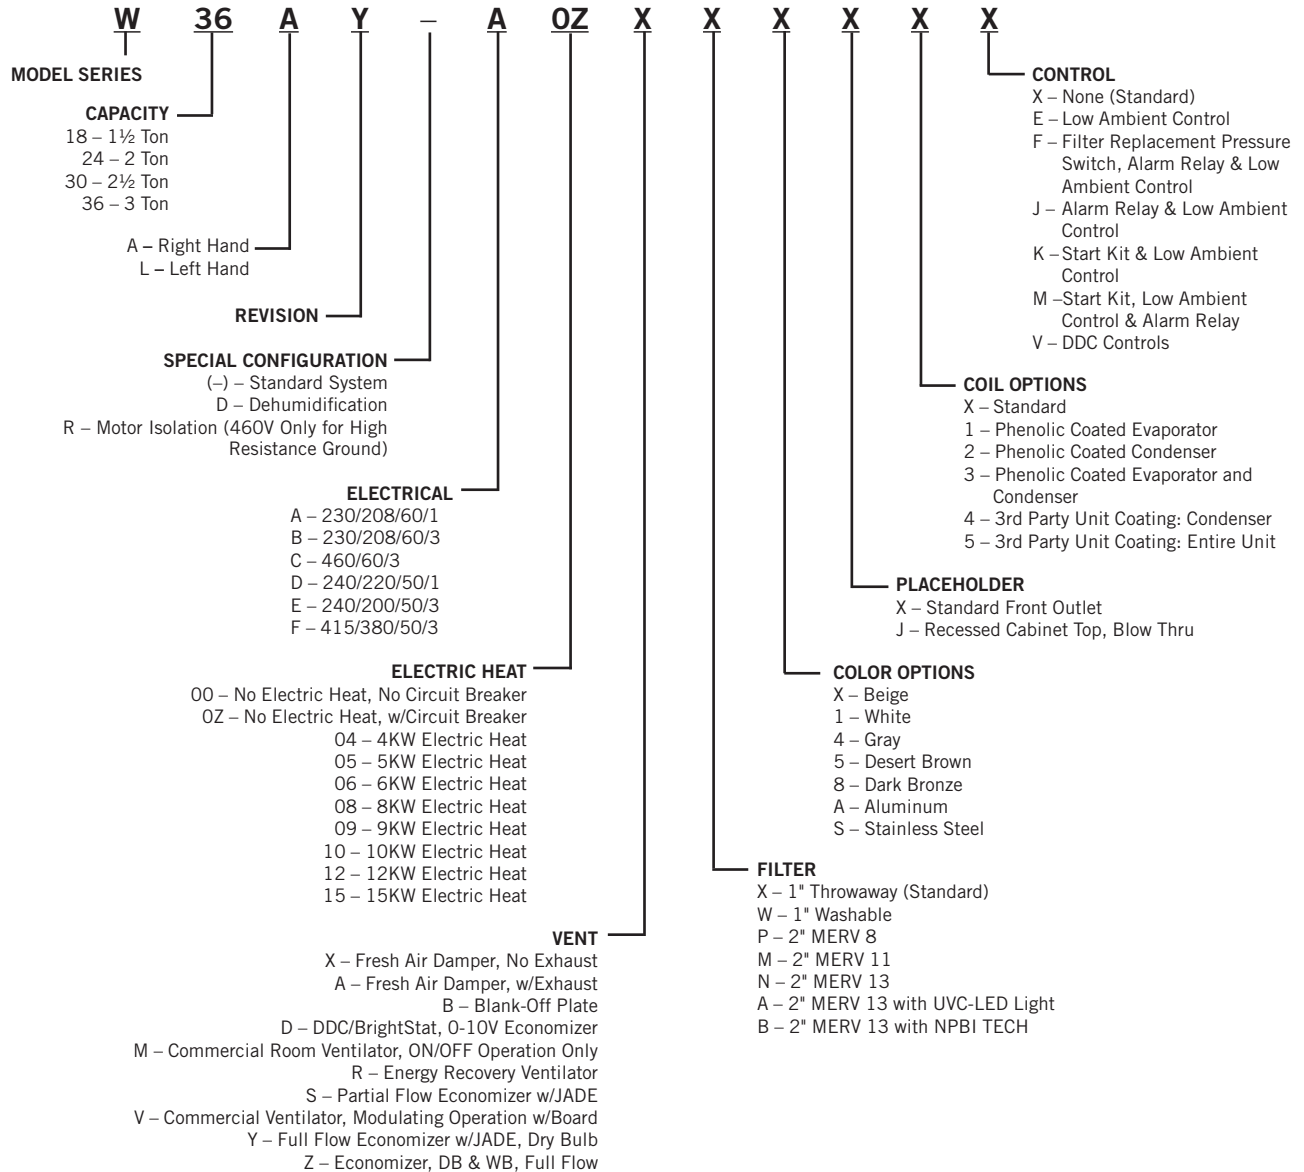 W 36 A Y – A 0Z X X X X X X
MODEL SERIES
CAPACITY
18 – 1½ Ton
24 – 2 Ton
30 – 2½ Ton
36 – 3 Ton
A – Right Hand
L – Left Hand
REVISION
SPECIAL CONFIGURATION
(–) – Standard System
D – Dehumidification
R – Motor Isolation (460V Only for High
Resistance Ground)
ELECTRICAL
A – 230/208/60/1
B – 230/208/60/3
C – 460/60/3
D – 240/220/50/1
E – 240/200/50/3
F – 415/380/50/3
ELECTRIC HEAT
00 – No Electric Heat, No Circuit Breaker
0Z – No Electric Heat, w/Circuit Breaker
04 – 4KW Electric Heat
05 – 5KW Electric Heat
06 – 6KW Electric Heat
08 – 8KW Electric Heat
09 – 9KW Electric Heat
10 – 10KW Electric Heat
12 – 12KW Electric Heat
15 – 15KW Electric Heat
VENT
X – Fresh Air Damper, No Exhaust
A – Fresh Air Damper, w/Exhaust
B – Blank-Off Plate
D – DDC/BrightStat, 0-10V Economizer
M – Commercial Room Ventilator, ON/OFF Operation Only
R – Energy Recovery Ventilator
S – Partial Flow Economizer w/JADE
V – Commercial Ventilator, Modulating Operation w/Board
Y – Full Flow Economizer w/JADE, Dry Bulb
Z – Economizer, DB & WB, Full Flow
CONTROL
X – None (Standard)
E – Low Ambient Control
F – Filter Replacement Pressure
Switch, Alarm Relay & Low
Ambient Control
J – Alarm Relay & Low Ambient
Control
K – Start Kit & Low Ambient
Control
M –Start Kit, Low Ambient
Control & Alarm Relay
V – DDC Controls
COIL OPTIONS
X – Standard
1 – Phenolic Coated Evaporator
2 – Phenolic Coated Condenser
3 – Phenolic Coated Evaporator and
Condenser
4 – 3rd Party Unit Coating: Condenser
5 – 3rd Party Unit Coating: Entire Unit
PLACEHOLDER
X – Standard Front Outlet
J – Recessed Cabinet Top, Blow Thru
COLOR OPTIONS
X – Beige
1 – White
4 – Gray
5 – Desert Brown
8 – Dark Bronze
A – Aluminum
S – Stainless Steel
FILTER
X – 1" Throwaway (Standard)
W – 1" Washable
P – 2" MERV 8
M – 2" MERV 11
N – 2" MERV 13
A – 2" MERV 13 with UVC-LED Light
B – 2" MERV 13 with NPBI TECH